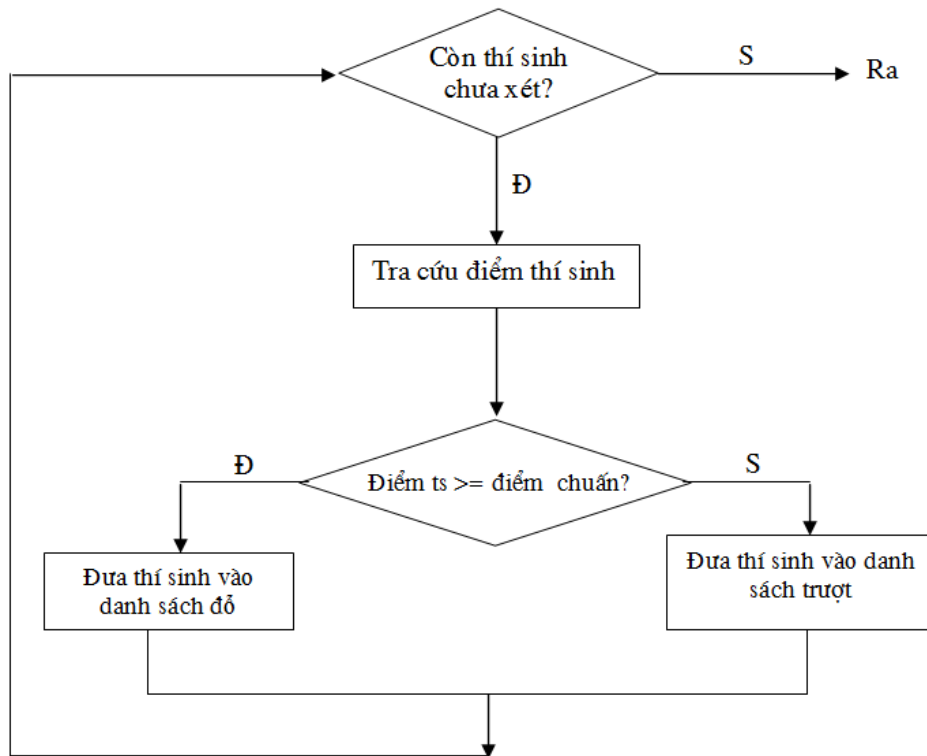 Còn thí sinh
chưa xét?
S
Ra
Đ
Tra cứu điểm thí sinh
Đ
Điểm ts >= điểm chuấn?
S
Đưa thí sinh vào
danh sách đỗ
Đưa thí sinh vào danh
sách trượt